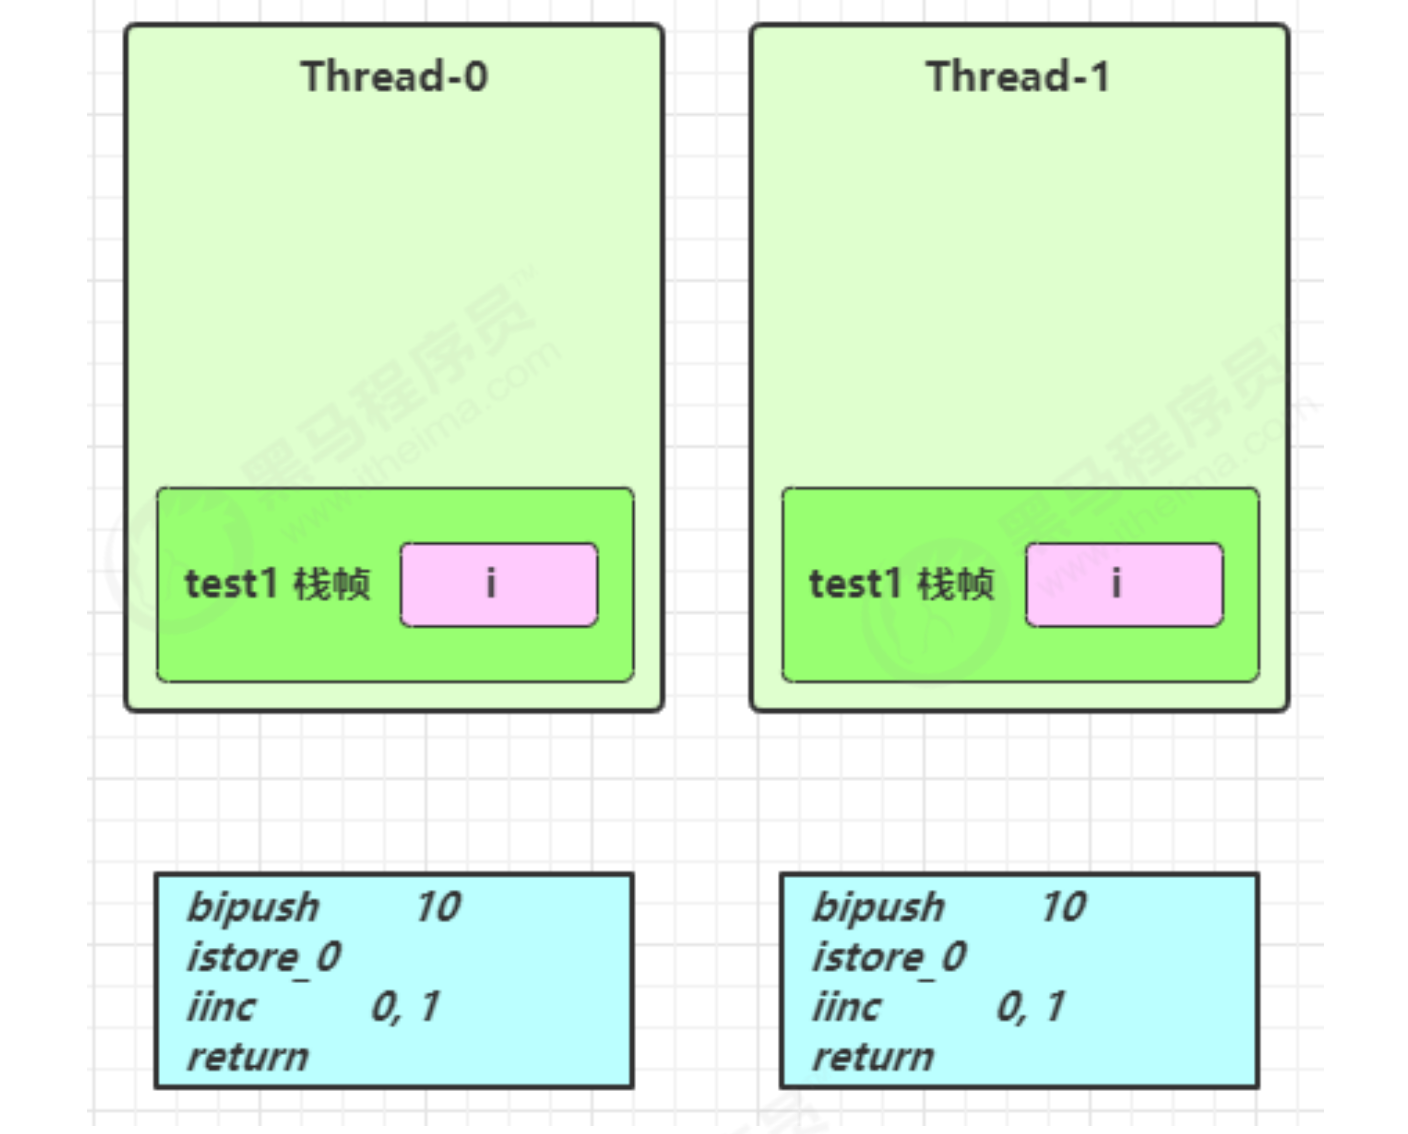 Thread-0
test1 栈帧 i
bipush 10
istore_0
iinc 0, 1
return
Thread-1
test1 栈帧 i
bipush 10
istore_0
iinc 0, 1
return
黑马程序员™
www.itheima.com
黑马程序员
www.itheima.com